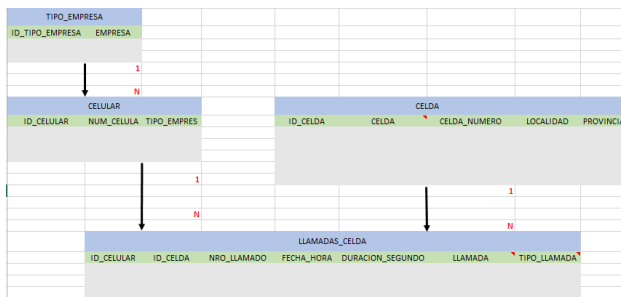 TIPO_EMPRESA
ID_TIPO_EMPRESA EMPRESA
1
N
CELULAR CELDA
ID_CELULAR NUM_CELULA TIPO_EMPRES ID_CELDA CELDA CELDA_NUMERO LOCALIDAD PROVINCIA
1 1
N
N
LLAMADAS_CELDA
ID_CELULAR ID_CELDA NRO_LLAMADO FECHA_HORA DURACION_SEGUNDO LLAMADA TIPO_LLAMADA